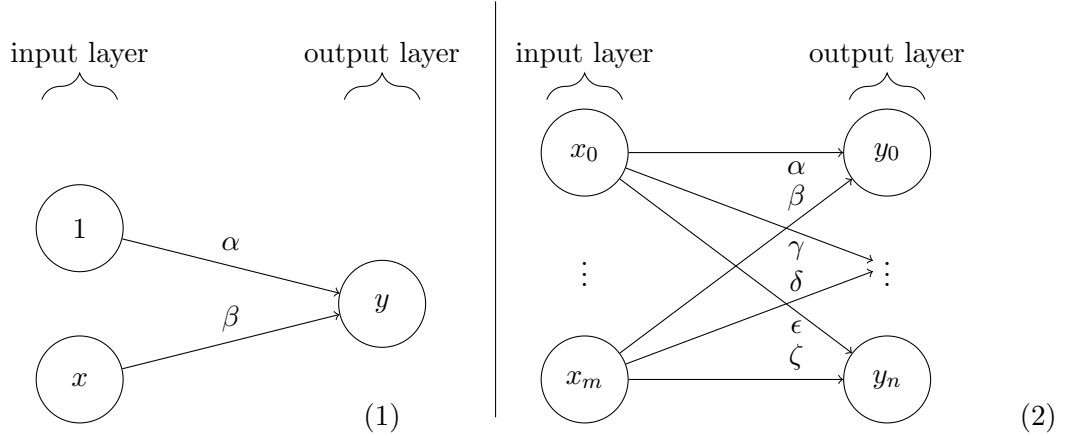 input layer
output layer
1
α
x
β
y
(1)
input layer
output layer
x₀
α
y₀
β
γ
⋮
⋮
δ
ϵ
ζ
xₘ
yₙ
(2)